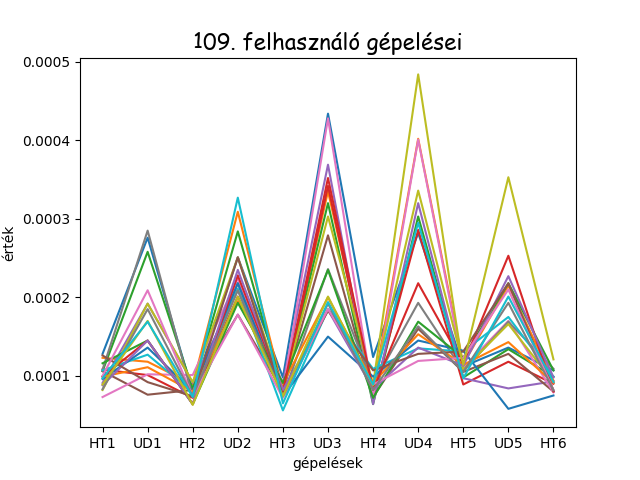 109. felhasználó gépelései
0.0005
0.0004
0.0003
0.0002
0.0001
érték
HT1 UD1 HT2 UD2 HT3 UD3 HT4 UD4 HT5 UD5 HT6
gépelések